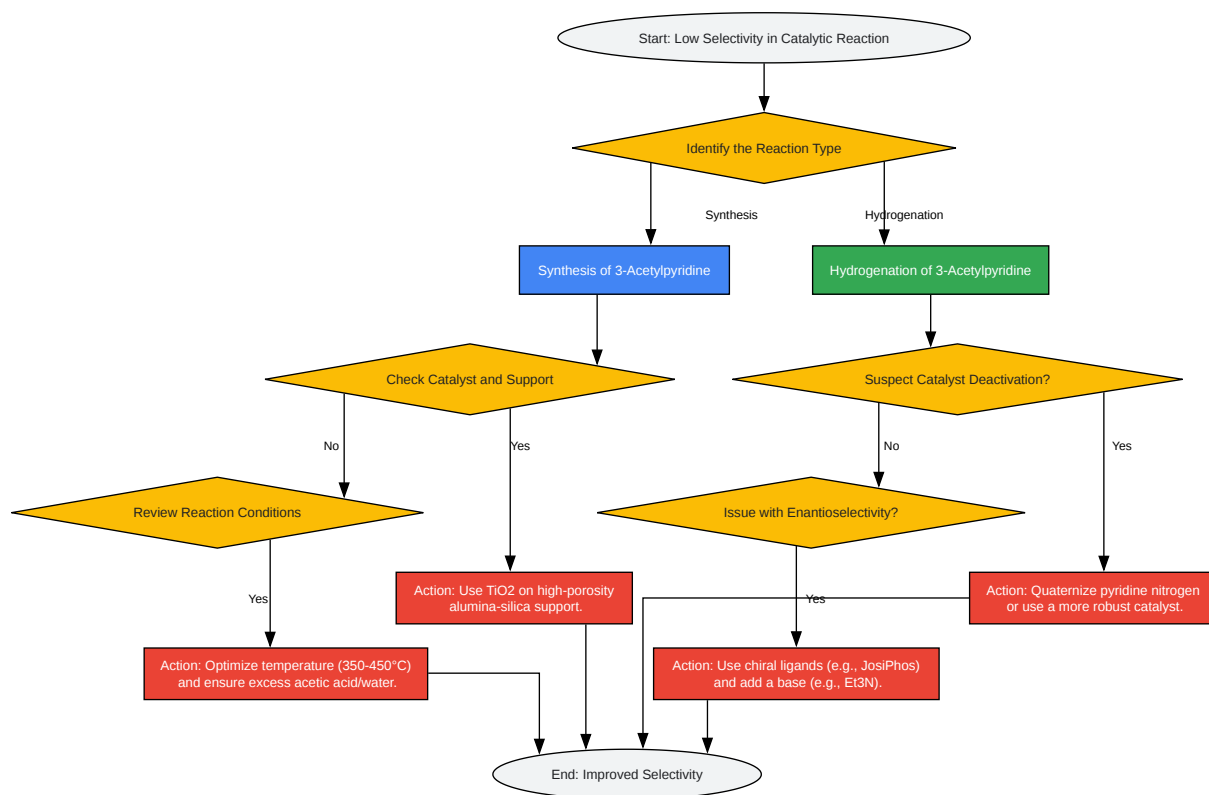 Start: Low Selectivity in Catalytic Reaction
Identify the Reaction Type
Synthesis
Hydrogenation
Synthesis of 3-Acetylpyridine
Hydrogenation of 3-Acetylpyridine
Check Catalyst and Support
Suspect Catalyst Deactivation?
No
Yes
No
Yes
Review Reaction Conditions
Issue with Enantioselectivity?
Yes
Action: Use TiO2 on high-porosity
alumina-silica support.
Yes
Action: Quaternize pyridine nitrogen
or use a more robust catalyst.
Action: Optimize temperature (350-450°C)
and ensure excess acetic acid/water.
Action: Use chiral ligands (e.g., JosiPhos)
and add a base (e.g., Et3N).
End: Improved Selectivity